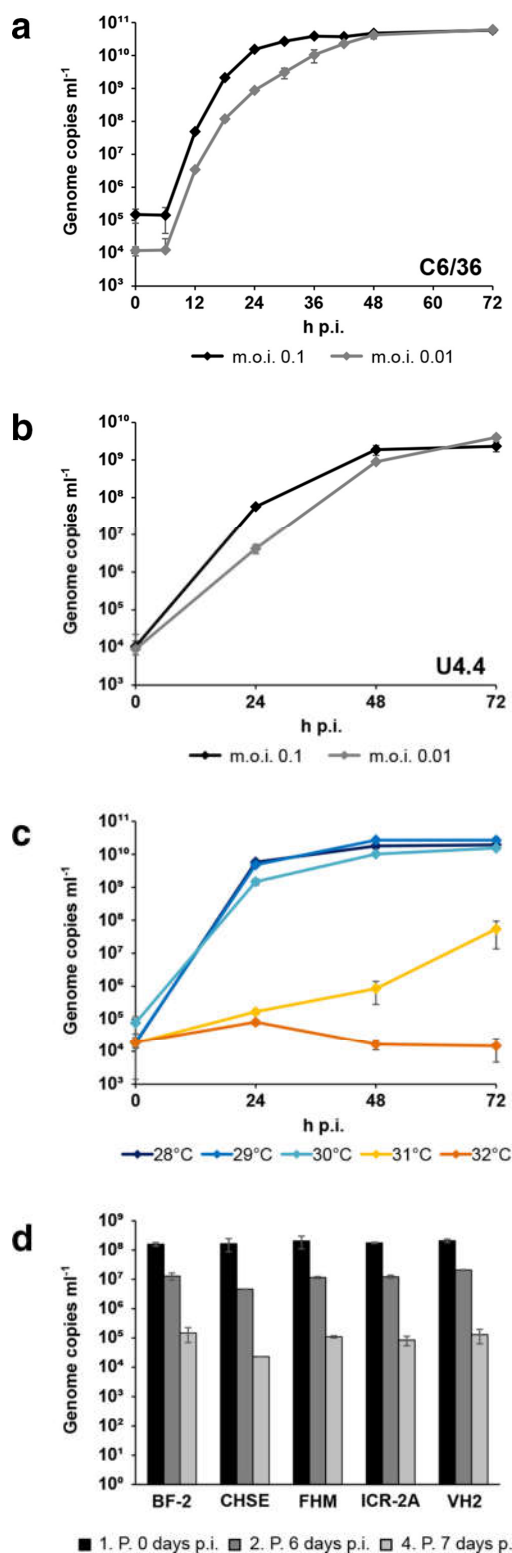 a
Genome copies ml⁻¹
10¹¹
10¹⁰
10⁹
10⁸
10⁷
10⁶
10⁵
10⁴
10³
C6/36
0 12 24 36 48 60 72
h p.i.
m.o.i. 0.1 m.o.i. 0.01
b
Genome copies ml⁻¹
10¹⁰
10⁹
10⁸
10⁷
10⁶
10⁵
10⁴
10³
U4.4
0 24 48 72
h p.i.
m.o.i. 0.1 m.o.i. 0.01
c
Genome copies ml⁻¹
10¹¹
10¹⁰
10⁹
10⁸
10⁷
10⁶
10⁵
10⁴
10³
0 24 48 72
h p.i.
28°C 29°C 30°C 31°C 32°C
d
Genome copies ml⁻¹
10⁹
10⁸
10⁷
10⁶
10⁵
10⁴
10³
10²
10¹
10⁰
BF-2 CHSE FHM ICR-2A VH2
1. P. 0 days p.i. 2. P. 6 days p.i. 4. P. 7 days p.